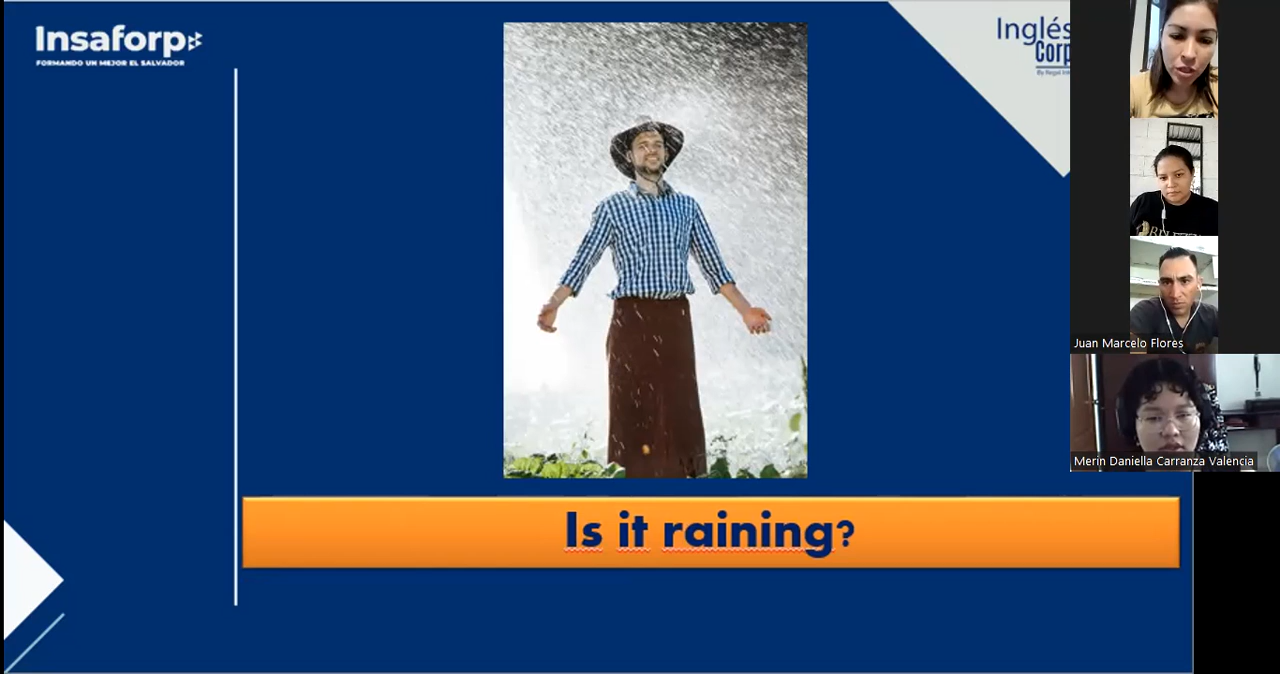 Insaforp
FORMANDO UN MEJOR EL SALVADOR
Inglés
Corp
Is it raining?
Juan Marcelo Flores
Merin Daniella Carranza Valencia